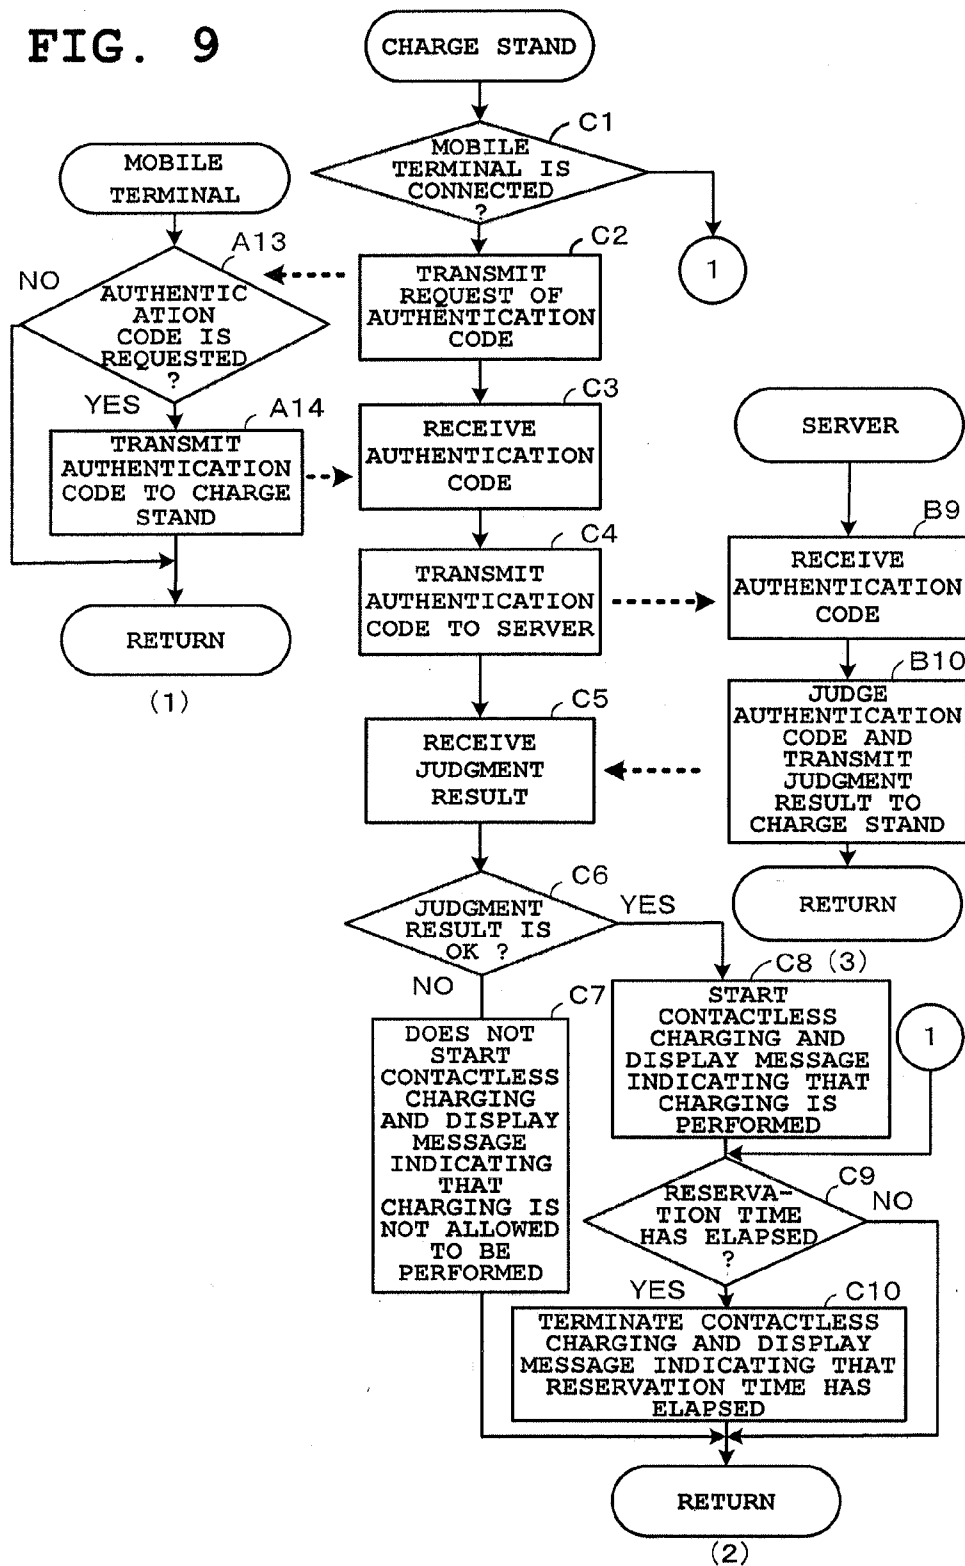 FIG. 9
CHARGE STAND
C1
MOBILE
TERMINAL IS
CONNECTED
?
1
MOBILE
TERMINAL
A13
NO
AUTHENTIC
ATION
CODE IS
REQUESTED
?
YES
A14
TRANSMIT
AUTHENTICATION
CODE TO CHARGE
STAND
RETURN
(1)
C2
TRANSMIT
REQUEST OF
AUTHENTICATION
CODE
C3
RECEIVE
AUTHENTICATION
CODE
C4
TRANSMIT
AUTHENTICATION
CODE TO SERVER
C5
RECEIVE
JUDGMENT
RESULT
SERVER
B9
RECEIVE
AUTHENTICATION
CODE
B10
JUDGE
AUTHENTICATION
CODE AND
TRANSMIT
JUDGMENT
RESULT TO
CHARGE STAND
RETURN
(3)
C6
JUDGMENT
RESULT IS
OK ?
YES
NO
C7
DOES NOT
START
CONTACTLESS
CHARGING
AND DISPLAY
MESSAGE
INDICATING
THAT
CHARGING IS
NOT ALLOWED
TO BE
PERFORMED
C8
START
CONTACTLESS
CHARGING AND
DISPLAY MESSAGE
INDICATING THAT
CHARGING IS
PERFORMED
1
C9
RESERVA-
TION TIME
HAS ELAPSED
?
NO
YES
C10
TERMINATE CONTACTLESS
CHARGING AND DISPLAY
MESSAGE INDICATING THAT
RESERVATION TIME HAS
ELAPSED
RETURN
(2)